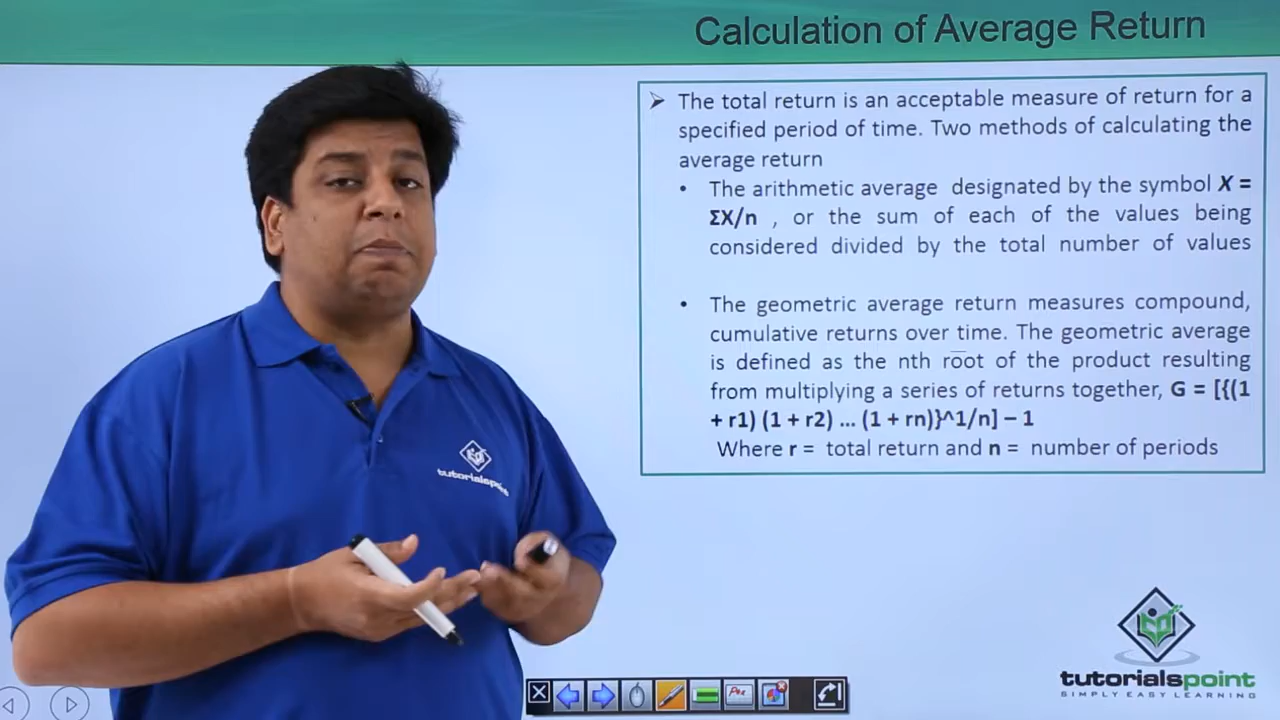 Calculation of Average Return
➢ The total return is an acceptable measure of return for a
specified period of time. Two methods of calculating the
average return
• The arithmetic average designated by the symbol X =
ΣX/n , or the sum of each of the values being
considered divided by the total number of values
• The geometric average return measures compound,
cumulative returns over time. The geometric average
is defined as the nth root of the product resulting
from multiplying a series of returns together, G = [{(1
+ r1) (1 + r2) ... (1 + rn)}^1/n] – 1
Where r = total return and n = number of periods
tutorialspoint
tutorialspoint
SIMPLY EASY LEARNING